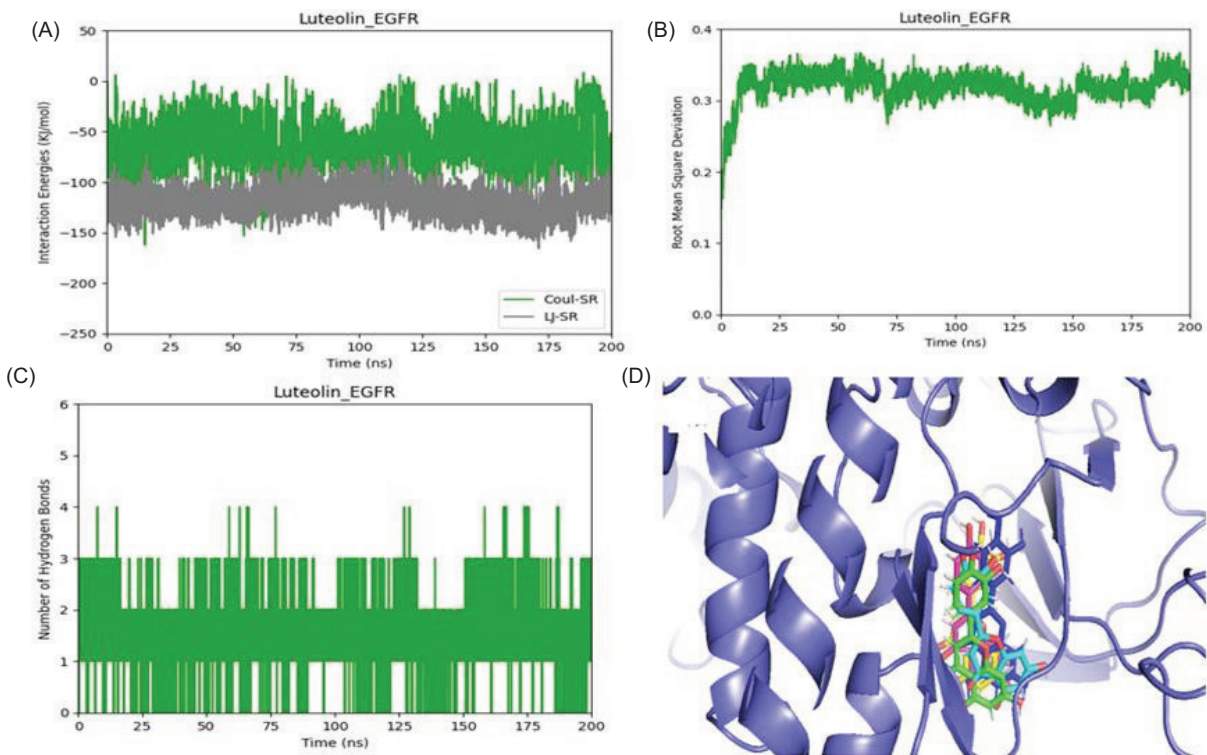 (A)
Luteolin_EGFR
50
0
−50
−100
−150
−200
−250
Interaction Energies (KJ/mol)
Coul-SR
LJ-SR
0 25 50 75 100 125 150 175 200
Time (ns)
(B)
Luteolin_EGFR
0.4
0.3
0.2
0.1
0.0
Root Mean Square Deviation
0 25 50 75 100 125 150 175 200
Time (ns)
(C)
Luteolin_EGFR
6
5
4
3
2
1
0
Number of Hydrogen Bonds
0 25 50 75 100 125 150 175 200
Time (ns)
(D)